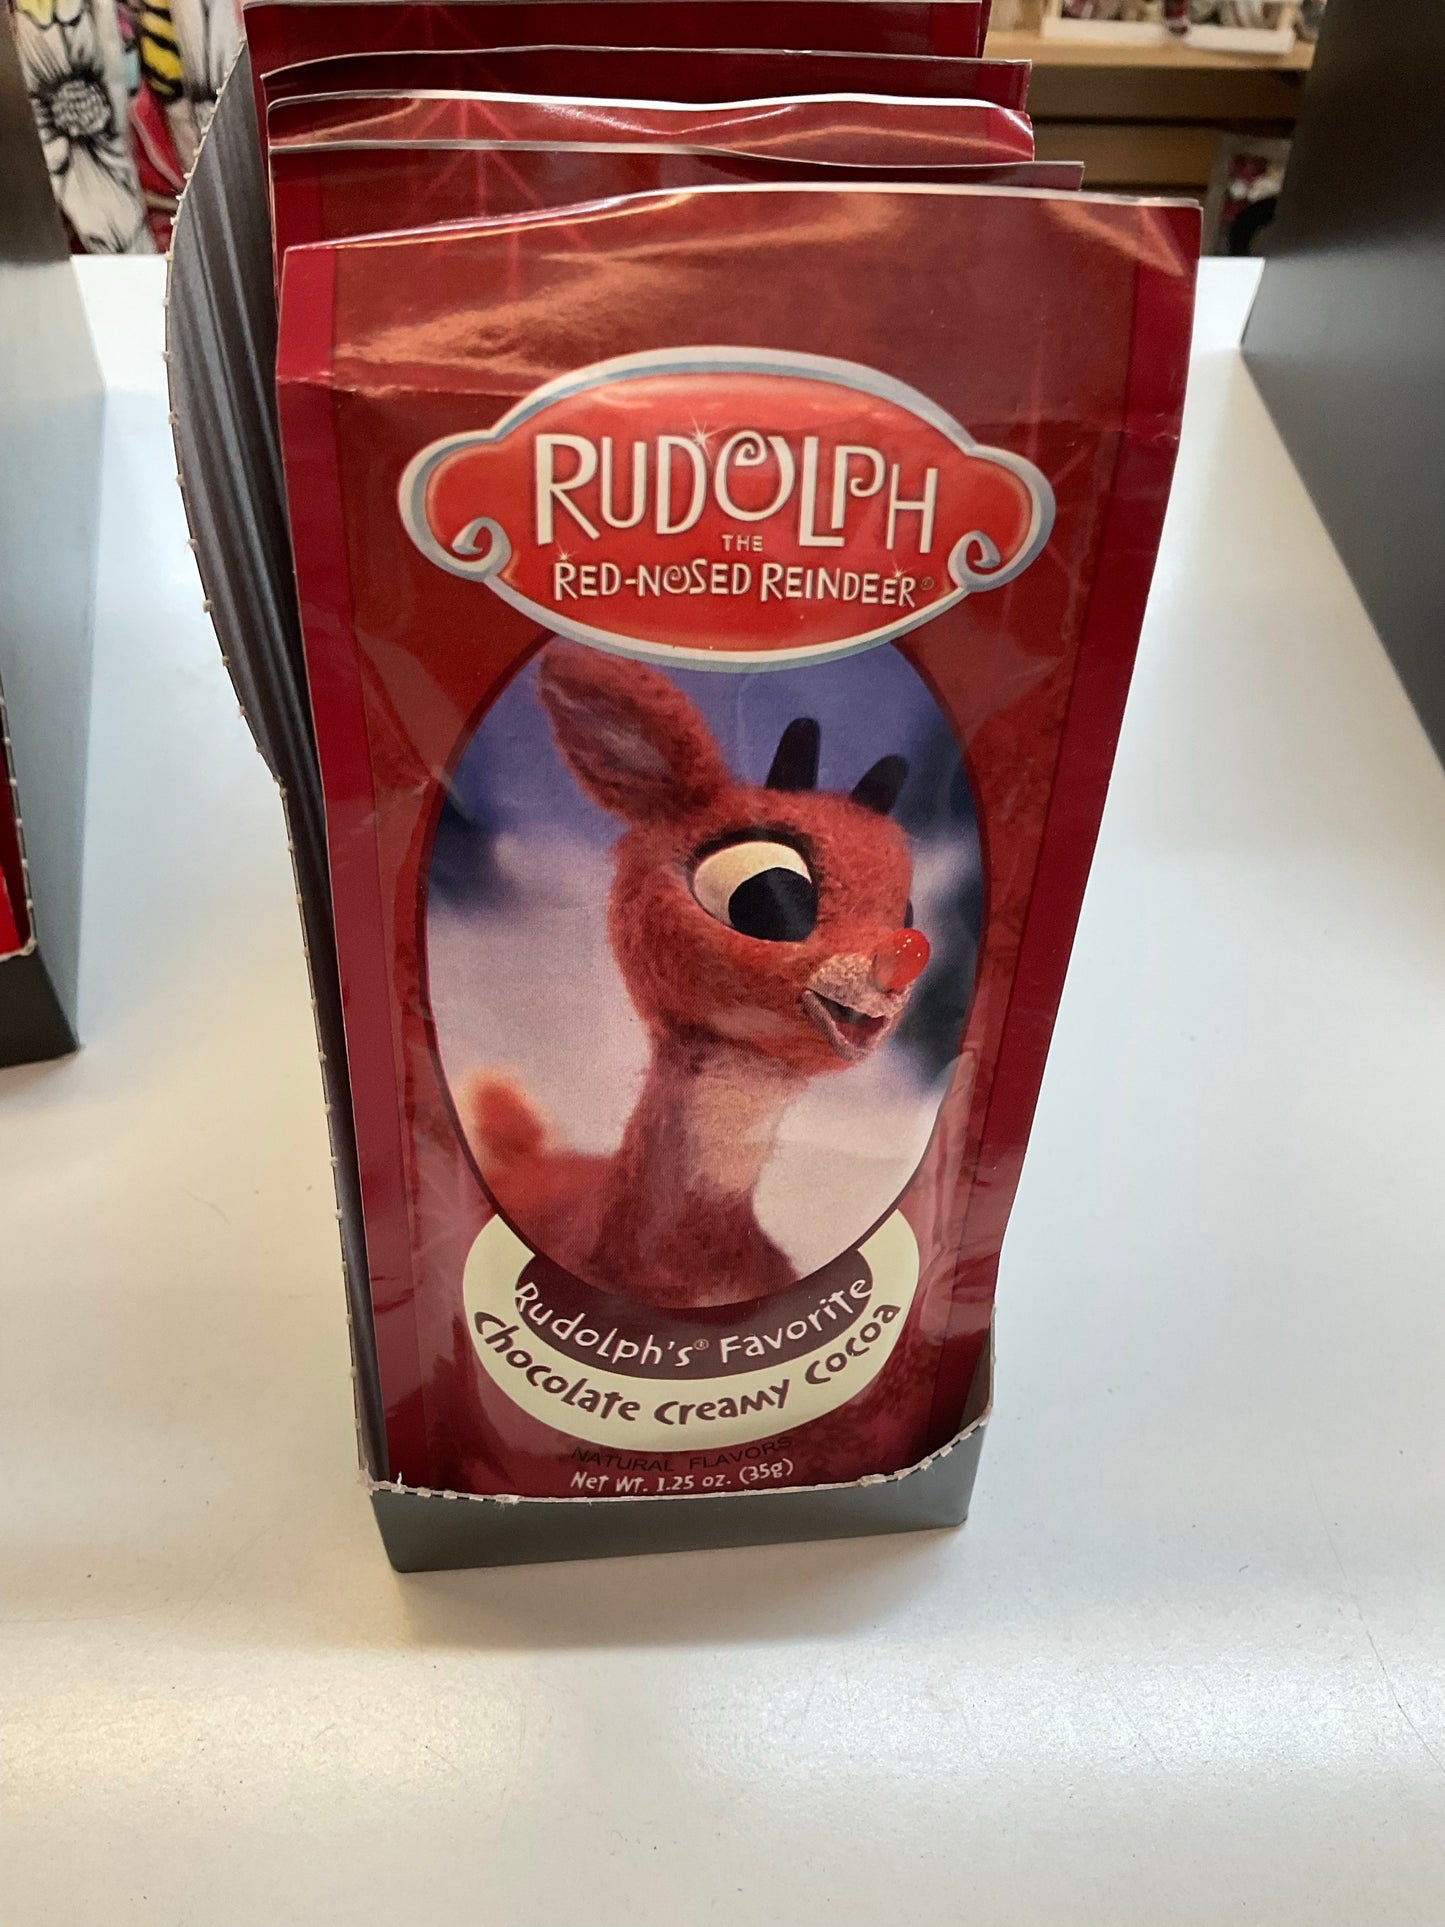 RUDOLPH
THE
RED-NOSED REINDEER®
Rudolph's® Favorite
Chocolate Creamy Cocoa
NATURAL FLAVORS
Net Wt. 1.25 oz. (35g)